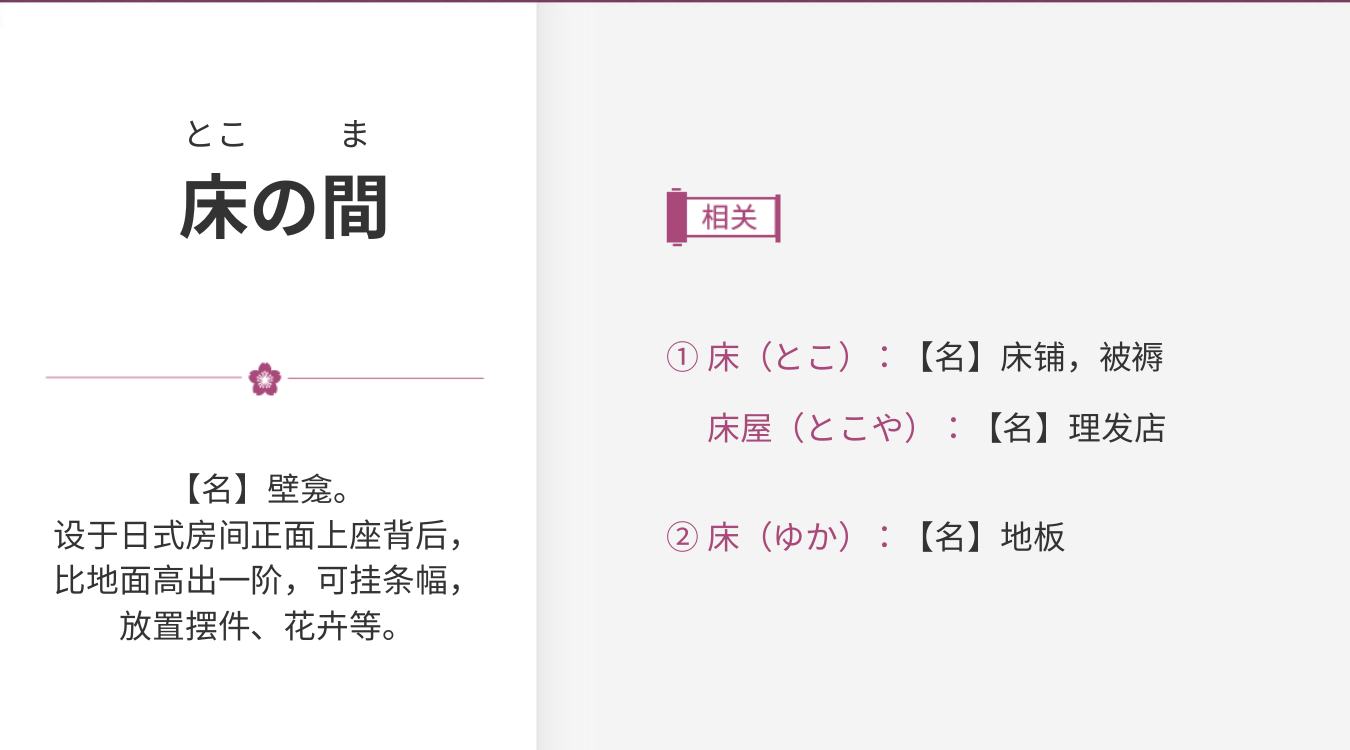 とこ ま
床の間
【名】壁龛。
设于日式房间正面上座背后，
比地面高出一阶，可挂条幅，
放置摆件、花卉等。
相关
① 床（とこ）：【名】床铺，被褥
床屋（とこや）：【名】理发店
② 床（ゆか）：【名】地板